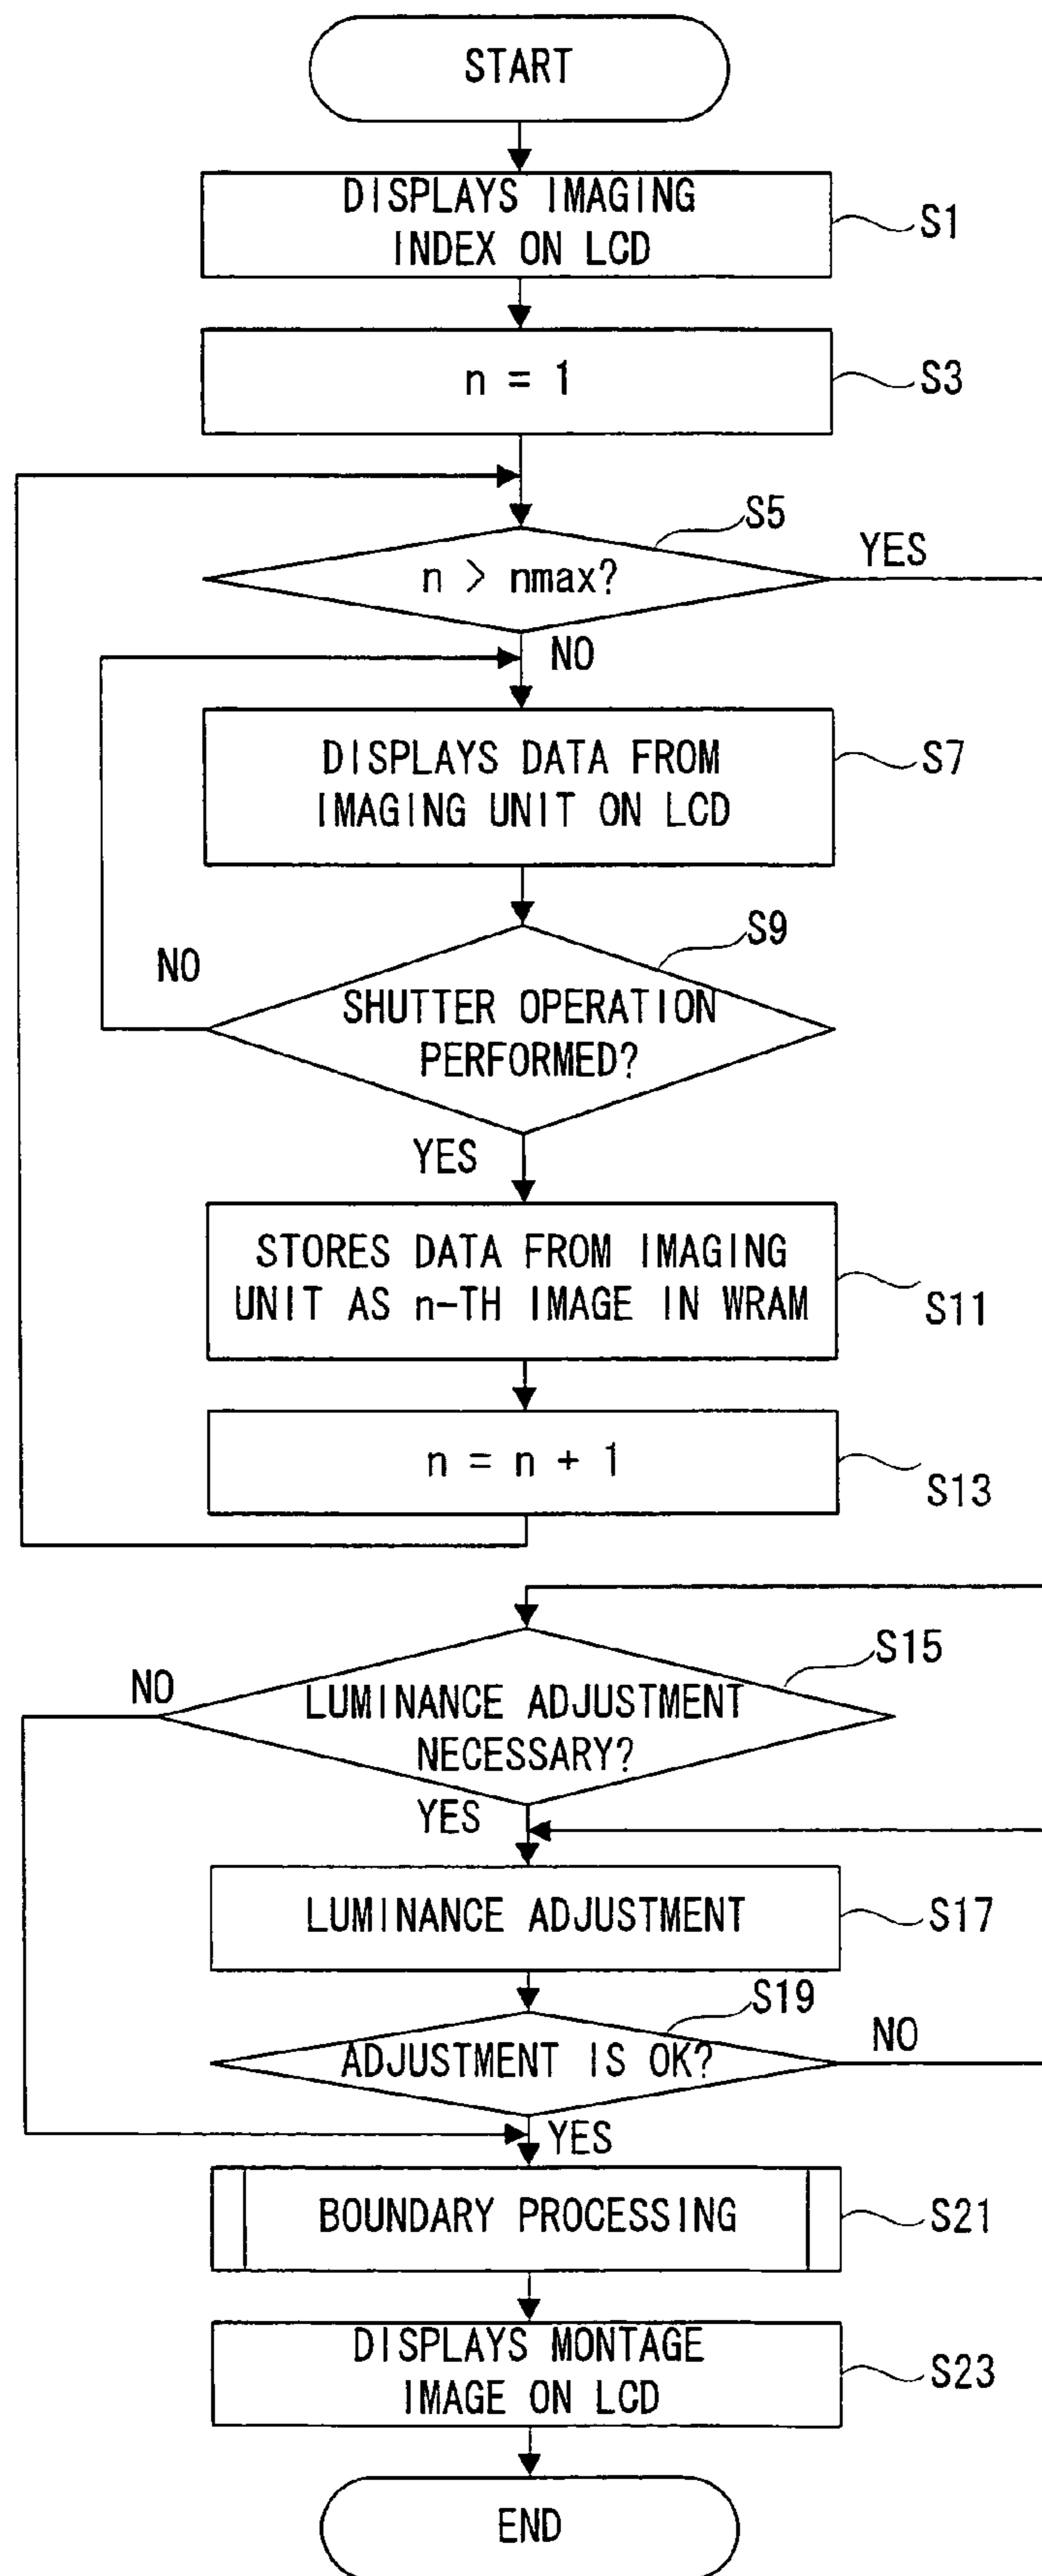 START
DISPLAYS IMAGING
INDEX ON LCD
S1
n = 1
S3
S5
n > nmax?
YES
NO
DISPLAYS DATA FROM
IMAGING UNIT ON LCD
S7
S9
NO
SHUTTER OPERATION
PERFORMED?
YES
STORES DATA FROM IMAGING
UNIT AS n-TH IMAGE IN WRAM
S11
n = n + 1
S13
S15
NO
LUMINANCE ADJUSTMENT
NECESSARY?
YES
LUMINANCE ADJUSTMENT
S17
S19
ADJUSTMENT IS OK?
NO
YES
BOUNDARY PROCESSING
S21
DISPLAYS MONTAGE
IMAGE ON LCD
S23
END